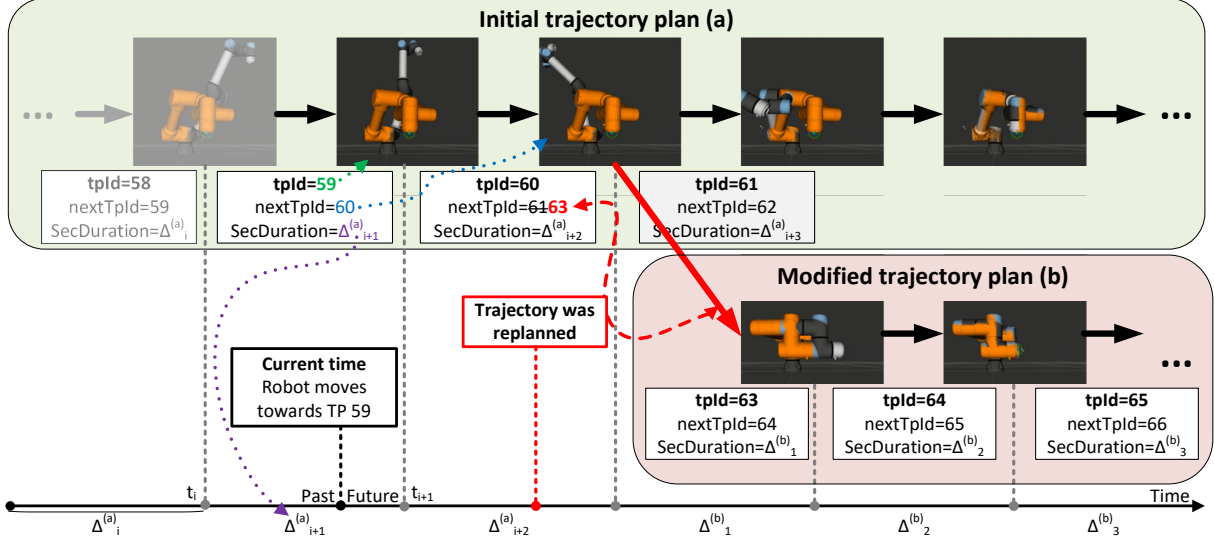 Initial trajectory plan (a)
...
...
tpId=58
nextTpId=59
SecDuration=Δ⁽ᵃ⁾ᵢ
tpId=59
nextTpId=60
SecDuration=Δ⁽ᵃ⁾ᵢ₊₁
tpId=60
nextTpId=6163
SecDuration=Δ⁽ᵃ⁾ᵢ₊₂
tpId=61
nextTpId=62
SecDuration=Δ⁽ᵃ⁾ᵢ₊₃
Modified trajectory plan (b)
Trajectory was
replanned
Current time
Robot moves
towards TP 59
...
tpId=63
nextTpId=64
SecDuration=Δ⁽ᵇ⁾₁
tpId=64
nextTpId=65
SecDuration=Δ⁽ᵇ⁾₂
tpId=65
nextTpId=66
SecDuration=Δ⁽ᵇ⁾₃
tᵢ
Past
Future
tᵢ₊₁
Time
Δ⁽ᵃ⁾ᵢ
Δ⁽ᵃ⁾ᵢ₊₁
Δ⁽ᵃ⁾ᵢ₊₂
Δ⁽ᵇ⁾₁
Δ⁽ᵇ⁾₂
Δ⁽ᵇ⁾₃